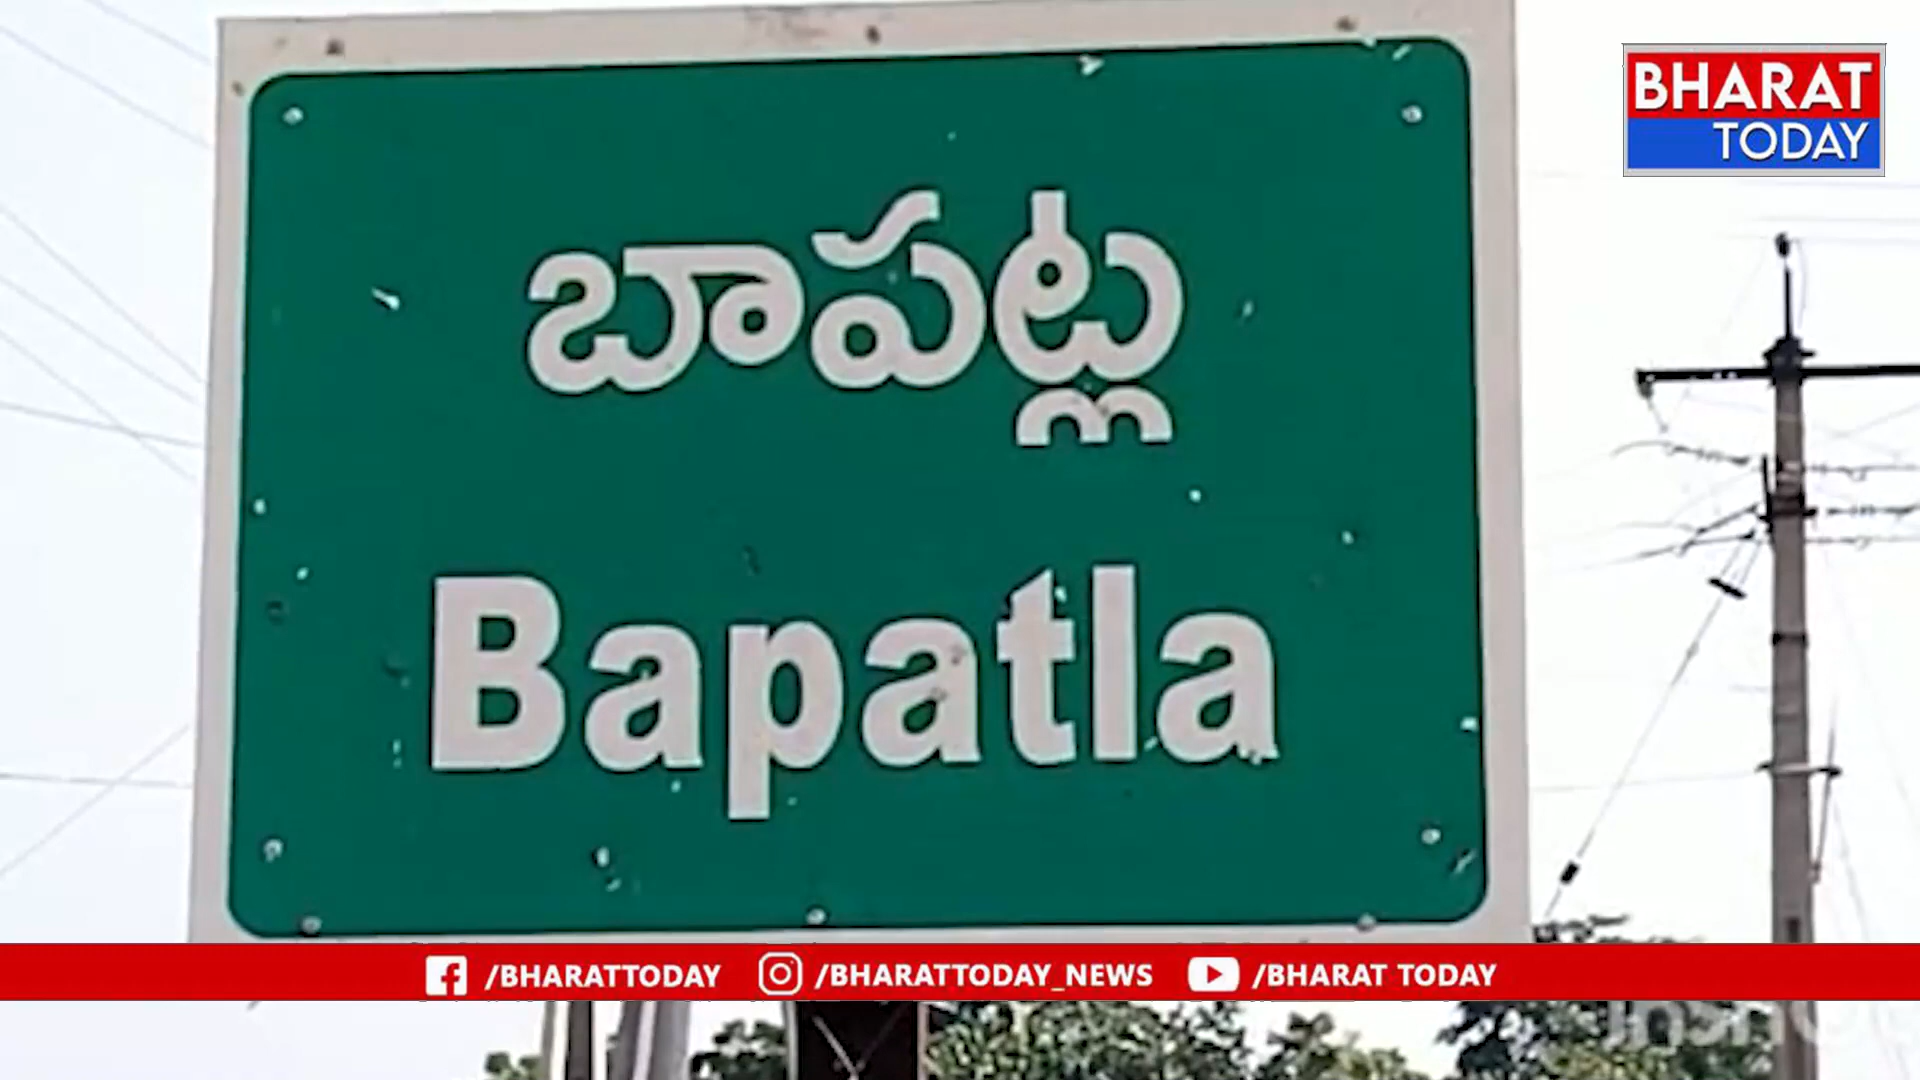 BHARAT
TODAY
బాపట్ల
Bapatla
/BHARATTODAY /BHARATTODAY_NEWS /BHARAT TODAY